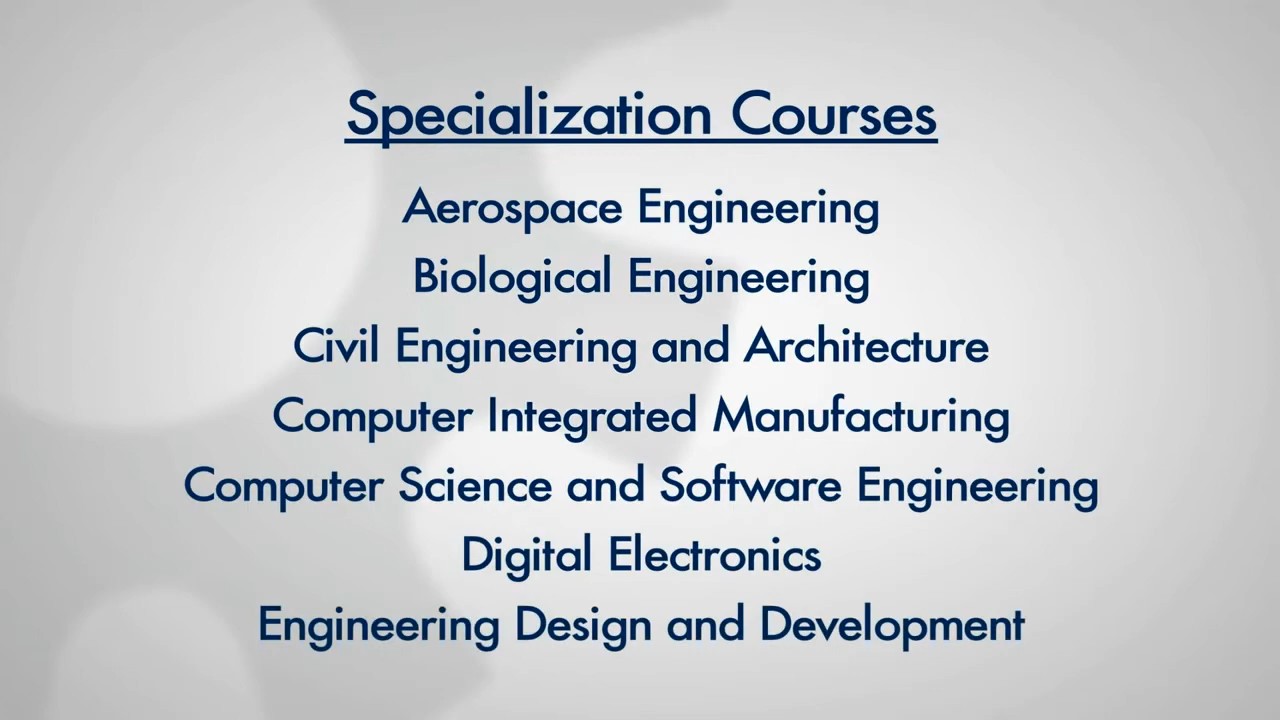 Specialization Courses
Aerospace Engineering
Biological Engineering
Civil Engineering and Architecture
Computer Integrated Manufacturing
Computer Science and Software Engineering
Digital Electronics
Engineering Design and Development